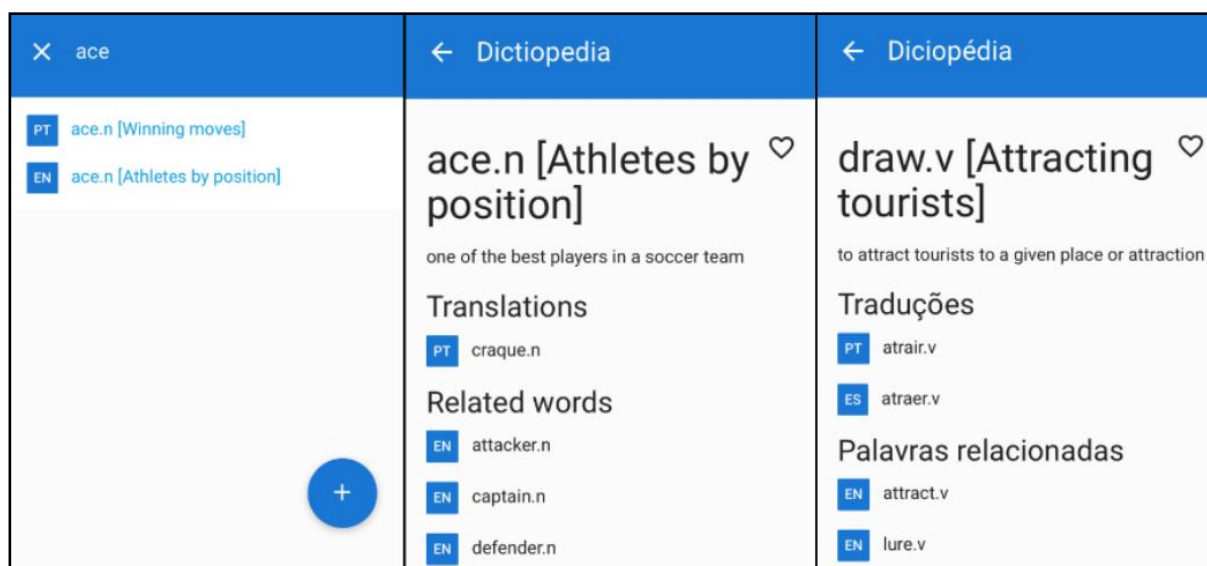 ace
PT ace.n [Winning moves]
EN ace.n [Athletes by position]
+
Dictiopedia
ace.n [Athletes by
position]
one of the best players in a soccer team
Translations
PT craque.n
Related words
EN attacker.n
EN captain.n
EN defender.n
Diciopédia
draw.v [Attracting
tourists]
to attract tourists to a given place or attraction
Traduções
PT atrair.v
ES atraer.v
Palavras relacionadas
EN attract.v
EN lure.v